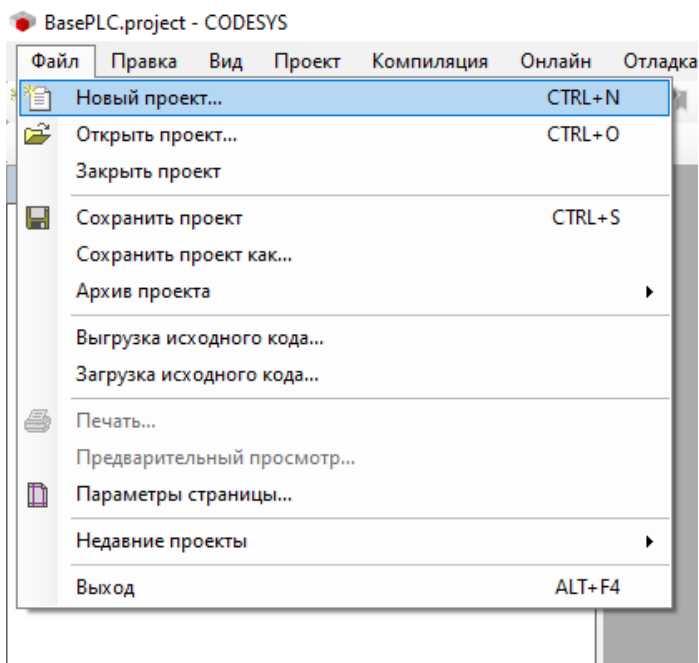 BasePLC.project - CODESYS
Файл Правка Вид Проект Компиляция Онлайн Отладка
Новый проект... CTRL+N
Открыть проект... CTRL+O
Закрыть проект
Сохранить проект CTRL+S
Сохранить проект как...
Архив проекта
Выгрузка исходного кода...
Загрузка исходного кода...
Печать...
Предварительный просмотр...
Параметры страницы...
Недавние проекты
Выход ALT+F4